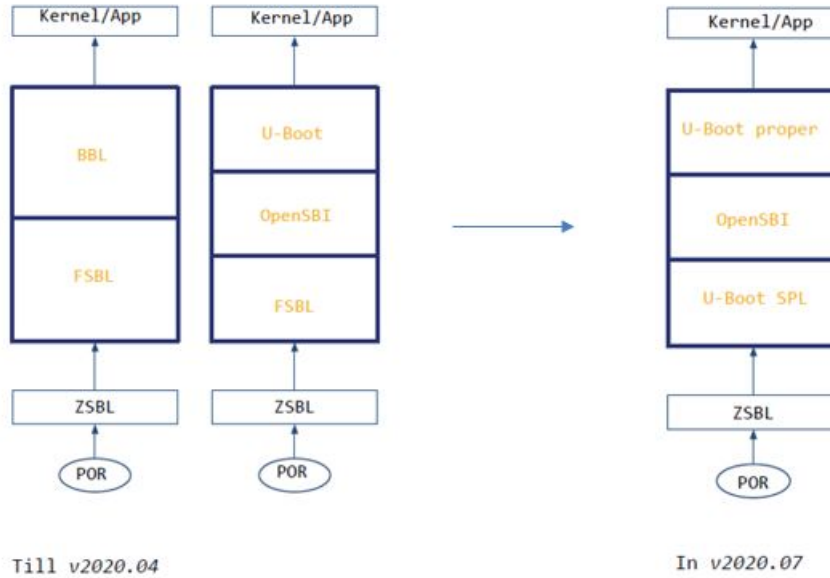 Kernel/App
BBL
FSBL
ZSBL
POR
Kernel/App
U-Boot
OpenSBI
FSBL
ZSBL
POR
Till v2020.04
Kernel/App
U-Boot proper
OpenSBI
U-Boot SPL
ZSBL
POR
In v2020.07